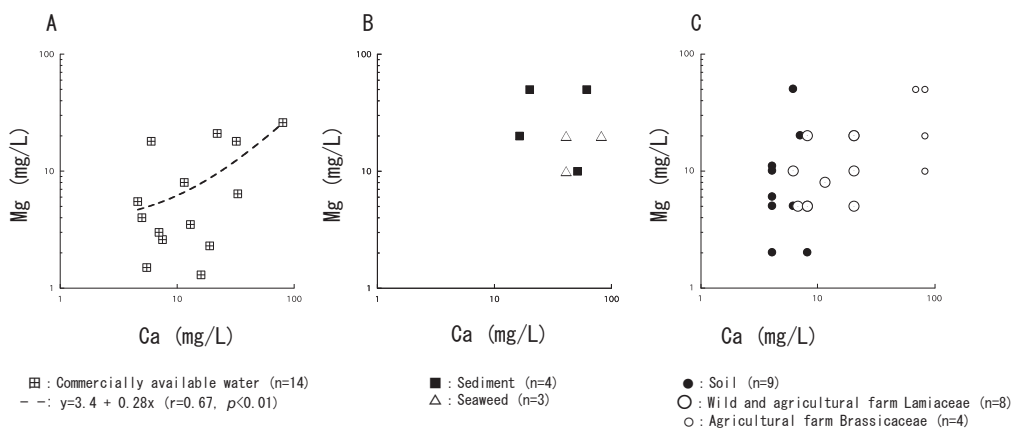 A
B
C
100
10
1
1
10
100
Mg (mg/L)
Ca (mg/L)
100
10
1
1
10
100
Mg (mg/L)
Ca (mg/L)
100
10
1
1
10
100
Mg (mg/L)
Ca (mg/L)
: Commercially available water (n=14)
: y=3.4 + 0.28x (r=0.67, p<0.01)
: Sediment (n=4)
: Seaweed (n=3)
: Soil (n=9)
: Wild and agricultural farm Lamiaceae (n=8)
: Agricultural farm Brassicaceae (n=4)